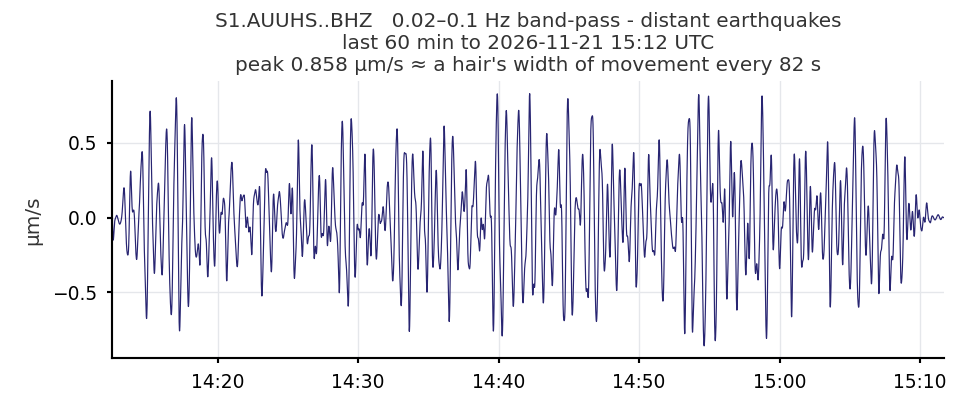 S1.AUUHS..BHZ   0.02–0.1 Hz band-pass - distant earthquakes
last 60 min to 2026-11-21 15:12 UTC
peak 0.858 µm/s ≈ a hair's width of movement every 82 s
µm/s
0.5
0.0
−0.5
14:20 14:30 14:40 14:50 15:00 15:10